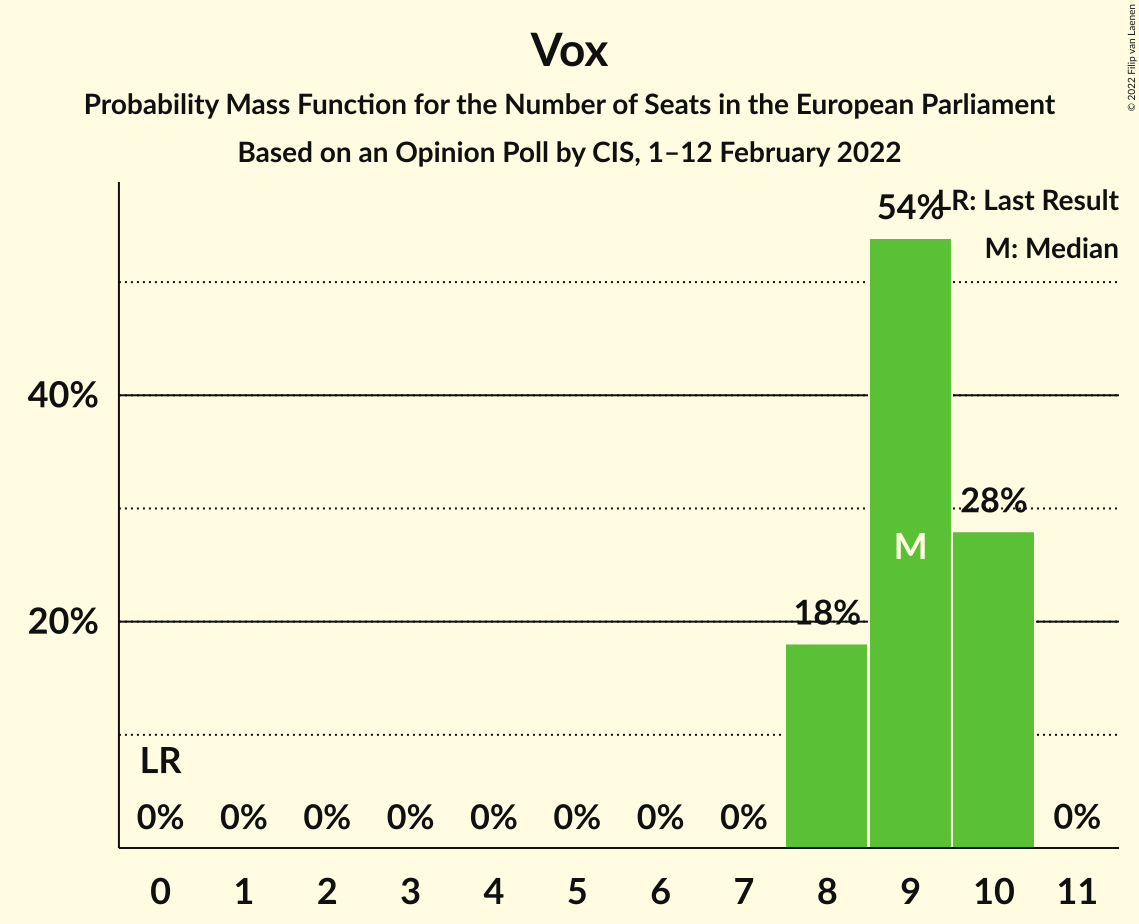 Vox
Probability Mass Function for the Number of Seats in the European Parliament
Based on an Opinion Poll by CIS, 1–12 February 2022
© 2022 Filip van Laenen
LR: Last Result
M: Median
54%
40%
28%
M
20%
18%
LR
0% 0% 0% 0% 0% 0% 0% 0% 0%
0 1 2 3 4 5 6 7 8 9 10 11